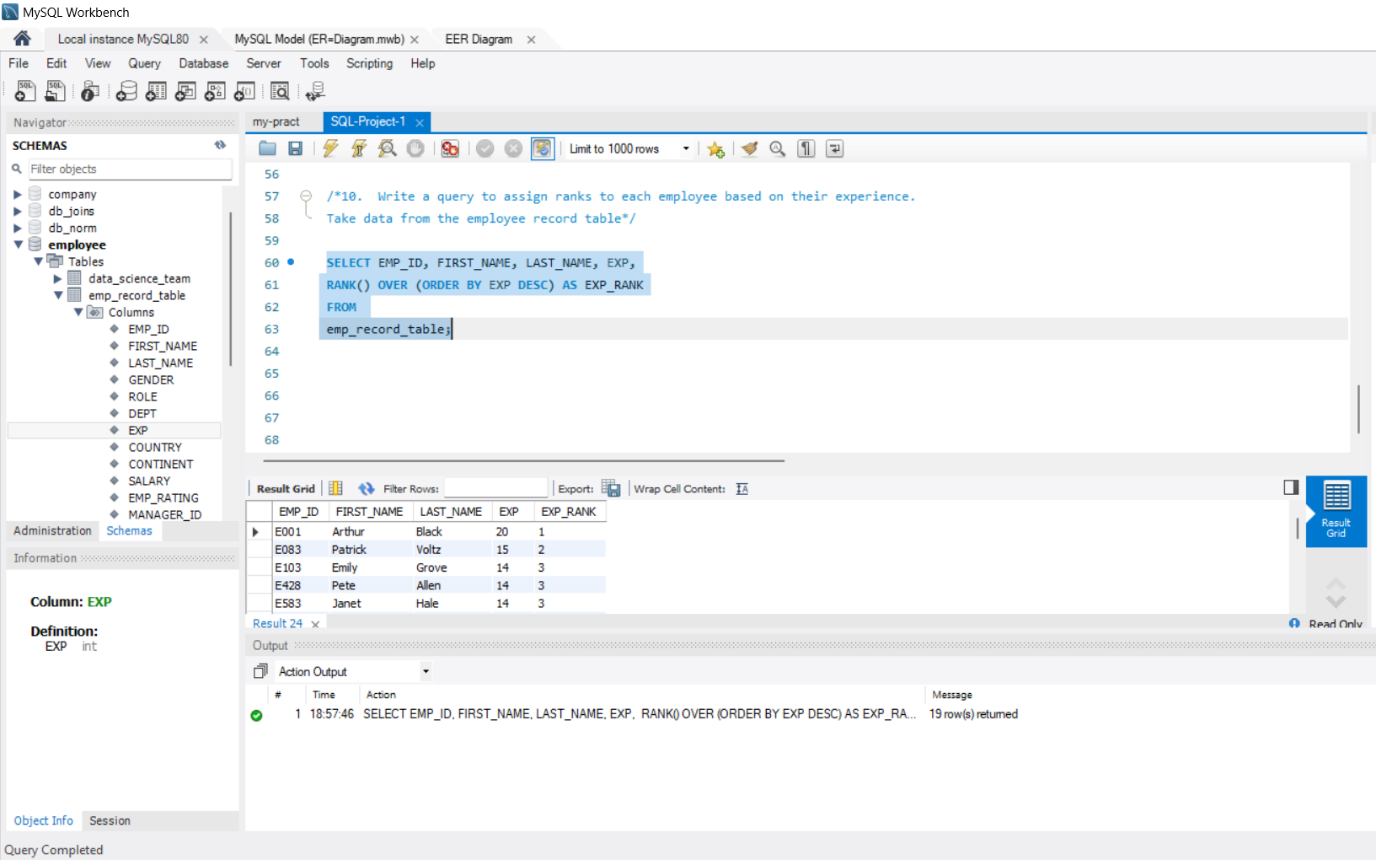 MySQL Workbench
Local instance MySQL80 × MySQL Model (ER=Diagram.mwb) × EER Diagram ×
File Edit View Query Database Server Tools Scripting Help
Navigator
my-pract SQL-Project-1 ×
SCHEMAS
Limit to 1000 rows
Filter objects
company
db_joins
db_norm
employee
Tables
data_science_team
emp_record_table
Columns
EMP_ID
FIRST_NAME
LAST_NAME
GENDER
ROLE
DEPT
EXP
COUNTRY
CONTINENT
SALARY
EMP_RATING
MANAGER_ID
Administration Schemas
Information
Column: EXP
Definition:
EXP int
Object Info Session
56
57 /*10. Write a query to assign ranks to each employee based on their experience.
58 Take data from the employee record table*/
59
60 SELECT EMP_ID, FIRST_NAME, LAST_NAME, EXP,
61 RANK() OVER (ORDER BY EXP DESC) AS EXP_RANK
62 FROM
63 emp_record_table;
64
65
66
67
68
Result Grid Filter Rows: Export: Wrap Cell Content:
EMP_ID FIRST_NAME LAST_NAME EXP EXP_RANK
E001 Arthur Black 20 1
E083 Patrick Voltz 15 2
E103 Emily Grove 14 3
E428 Pete Allen 14 3
E583 Janet Hale 14 3
Result Grid
Result 24 ×
Read Only
Output
Action Output
# Time Action Message
1 18:57:46 SELECT EMP_ID, FIRST_NAME, LAST_NAME, EXP, RANK() OVER (ORDER BY EXP DESC) AS EXP_RA... 19 row(s) returned
Query Completed